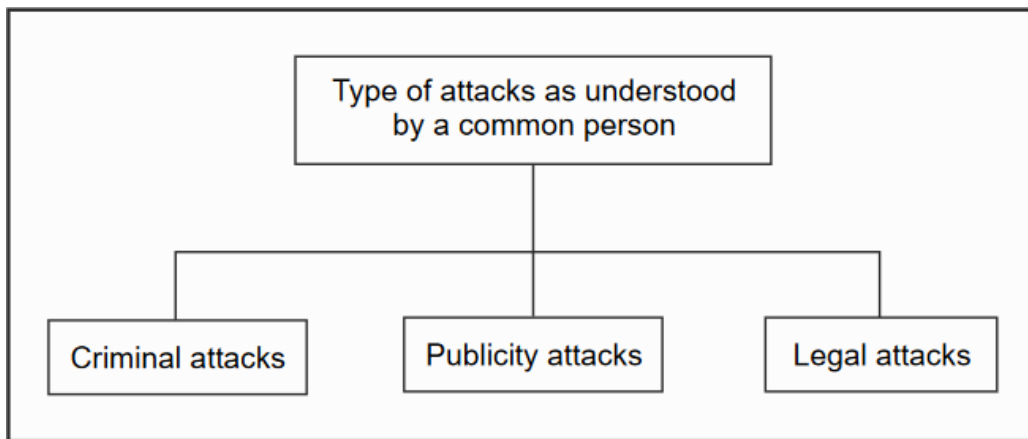 Type of attacks as understood
by a common person
Criminal attacks
Publicity attacks
Legal attacks